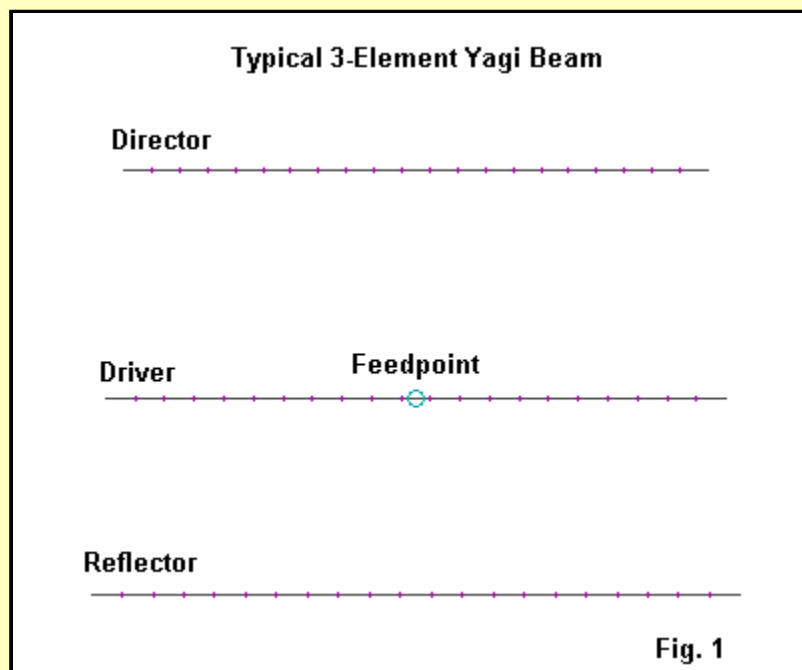 Typical 3-Element Yagi Beam
Director
Feedpoint
Driver
Reflector
Fig. 1